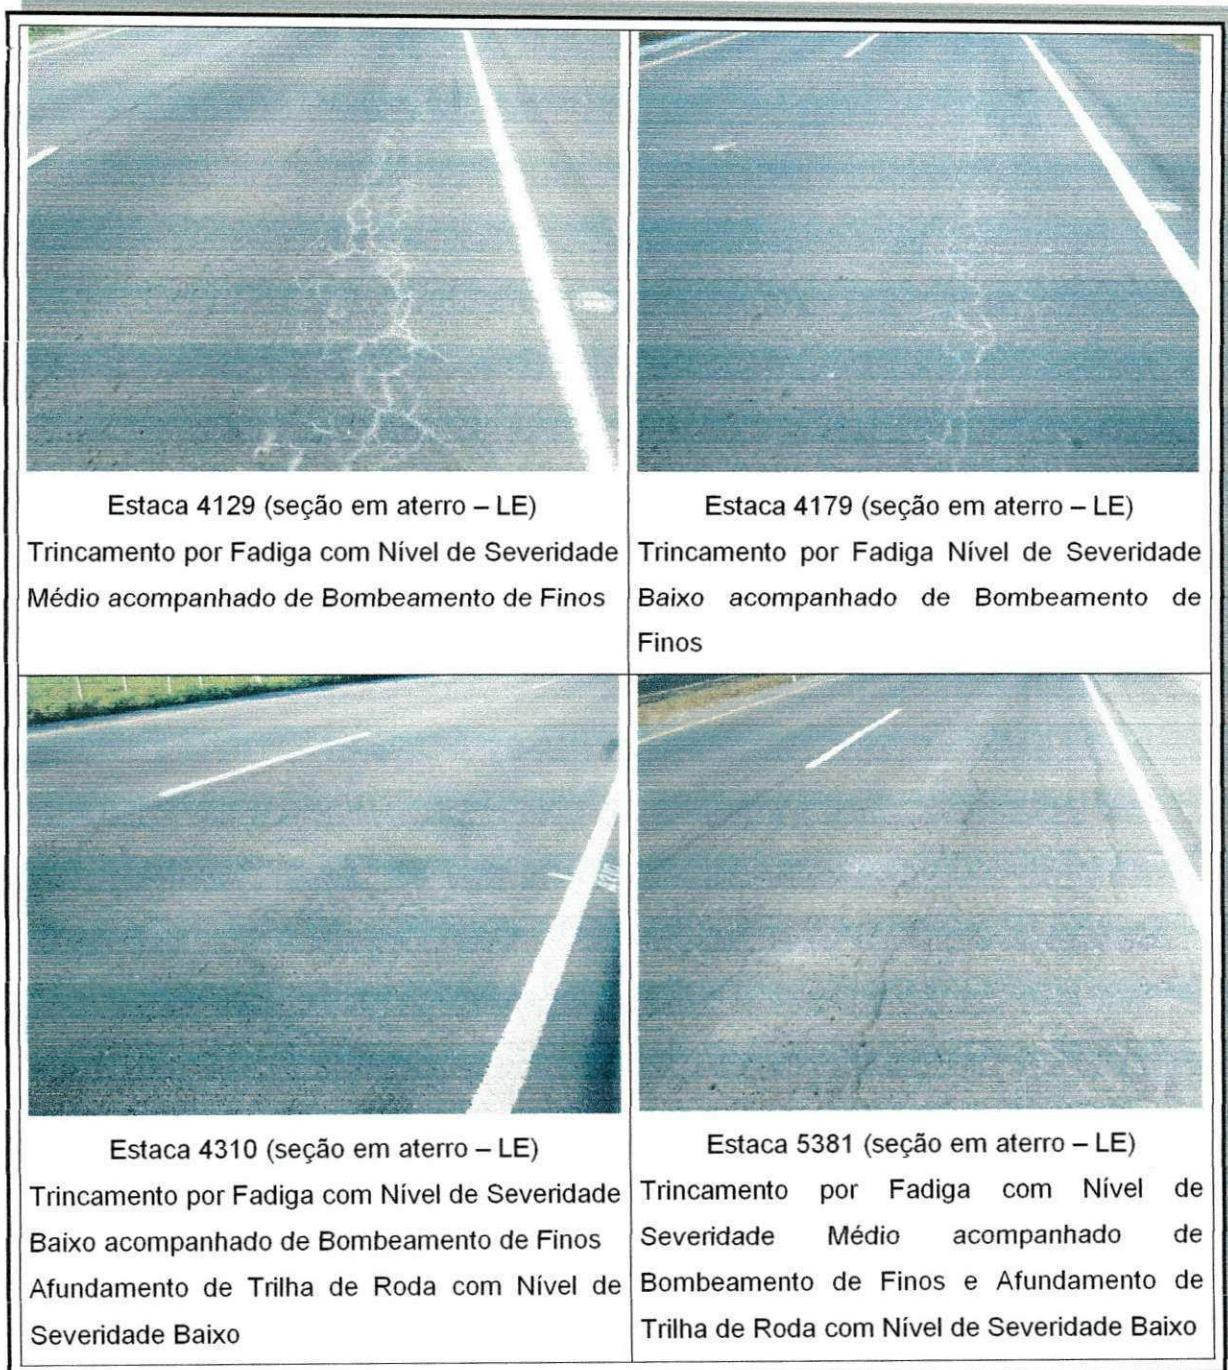 Estaca 4129 (seção em aterro – LE)
Trincamento por Fadiga com Nível de Severidade
Médio acompanhado de Bombeamento de Finos
Estaca 4179 (seção em aterro – LE)
Trincamento por Fadiga Nível de Severidade
Baixo acompanhado de Bombeamento de
Finos
Estaca 4310 (seção em aterro – LE)
Trincamento por Fadiga com Nível de Severidade
Baixo acompanhado de Bombeamento de Finos
Afundamento de Trilha de Roda com Nível de
Severidade Baixo
Estaca 5381 (seção em aterro – LE)
Trincamento por Fadiga com Nível de
Severidade Médio acompanhado de
Bombeamento de Finos e Afundamento de
Trilha de Roda com Nível de Severidade Baixo